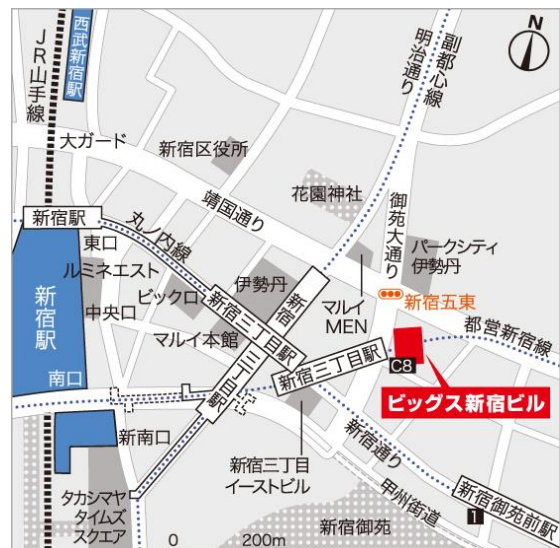 N
西武新宿駅
JR山手線
副都心線
明治通り
大ガード
新宿区役所
花園神社
靖国通り
御苑大通り
新宿駅
丸ノ内線
東口
ルミネエスト
ビックロ
伊勢丹
新宿三丁目駅
マルイ
MEN
パークシティ
伊勢丹
新宿五東
新宿駅
中央口
マルイ本館
新宿三丁目駅
新宿三丁目駅
都営新宿線
C8
ビッグス新宿ビル
南口
新南口
新宿三丁目
イーストビル
新宿通り
甲州街道
新宿御苑前駅
1
タカシマヤ
タイムズ
スクエア
新宿御苑
0 200m